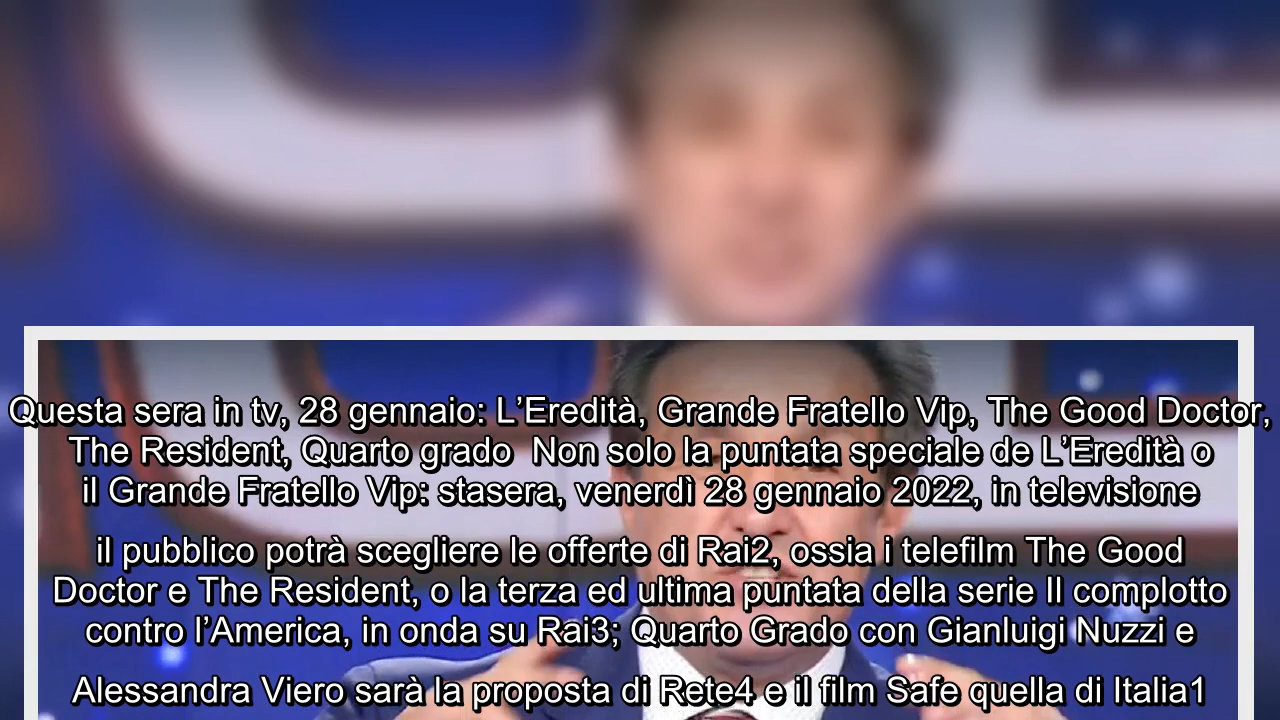 Questa sera in tv, 28 gennaio: L’Eredità, Grande Fratello Vip, The Good Doctor,
The Resident, Quarto grado  Non solo la puntata speciale de L’Eredità o
il Grande Fratello Vip: stasera, venerdì 28 gennaio 2022, in televisione
il pubblico potrà scegliere le offerte di Rai2, ossia i telefilm The Good
Doctor e The Resident, o la terza ed ultima puntata della serie Il complotto
contro l’America, in onda su Rai3; Quarto Grado con Gianluigi Nuzzi e
Alessandra Viero sarà la proposta di Rete4 e il film Safe quella di Italia1